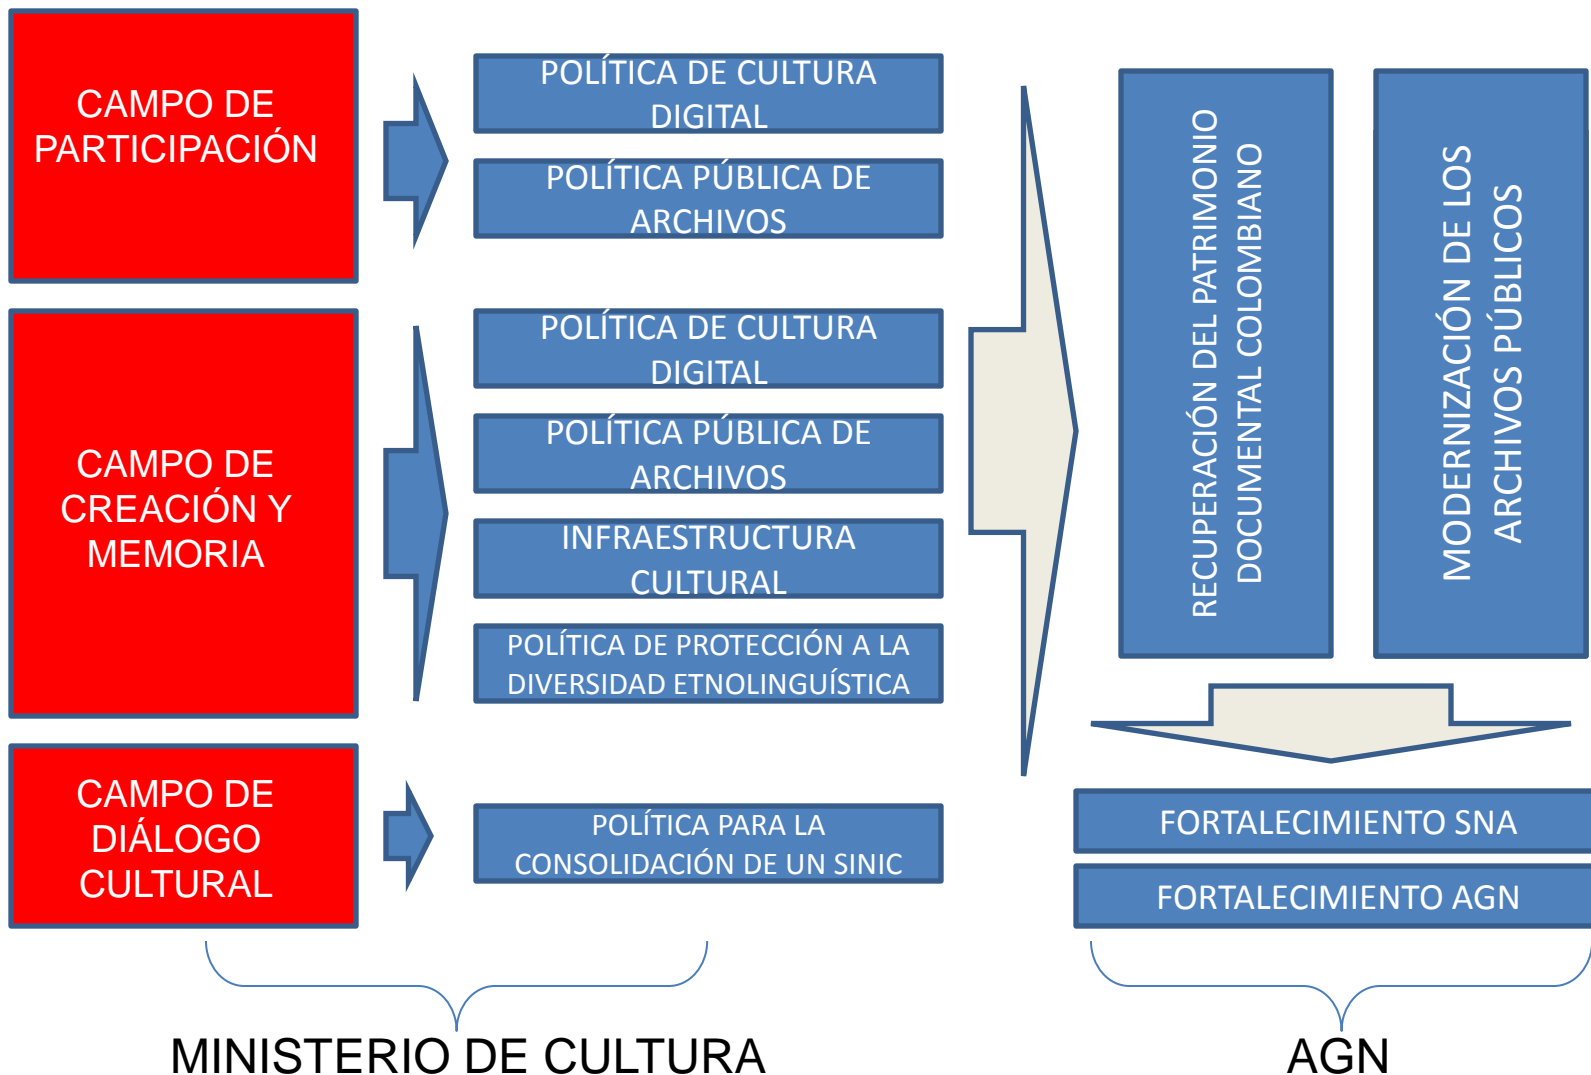 CAMPO DE
PARTICIPACIÓN
POLÍTICA DE CULTURA
DIGITAL
POLÍTICA PÚBLICA DE
ARCHIVOS
CAMPO DE
CREACIÓN Y
MEMORIA
POLÍTICA DE CULTURA
DIGITAL
POLÍTICA PÚBLICA DE
ARCHIVOS
INFRAESTRUCTURA
CULTURAL
POLÍTICA DE PROTECCIÓN A LA
DIVERSIDAD ETNOLINGUÍSTICA
CAMPO DE
DIÁLOGO
CULTURAL
POLÍTICA PARA LA
CONSOLIDACIÓN DE UN SINIC
MINISTERIO DE CULTURA
RECUPERACIÓN DEL PATRIMONIO
DOCUMENTAL COLOMBIANO
MODERNIZACIÓN DE LOS
ARCHIVOS PÚBLICOS
FORTALECIMIENTO SNA
FORTALECIMIENTO AGN
AGN